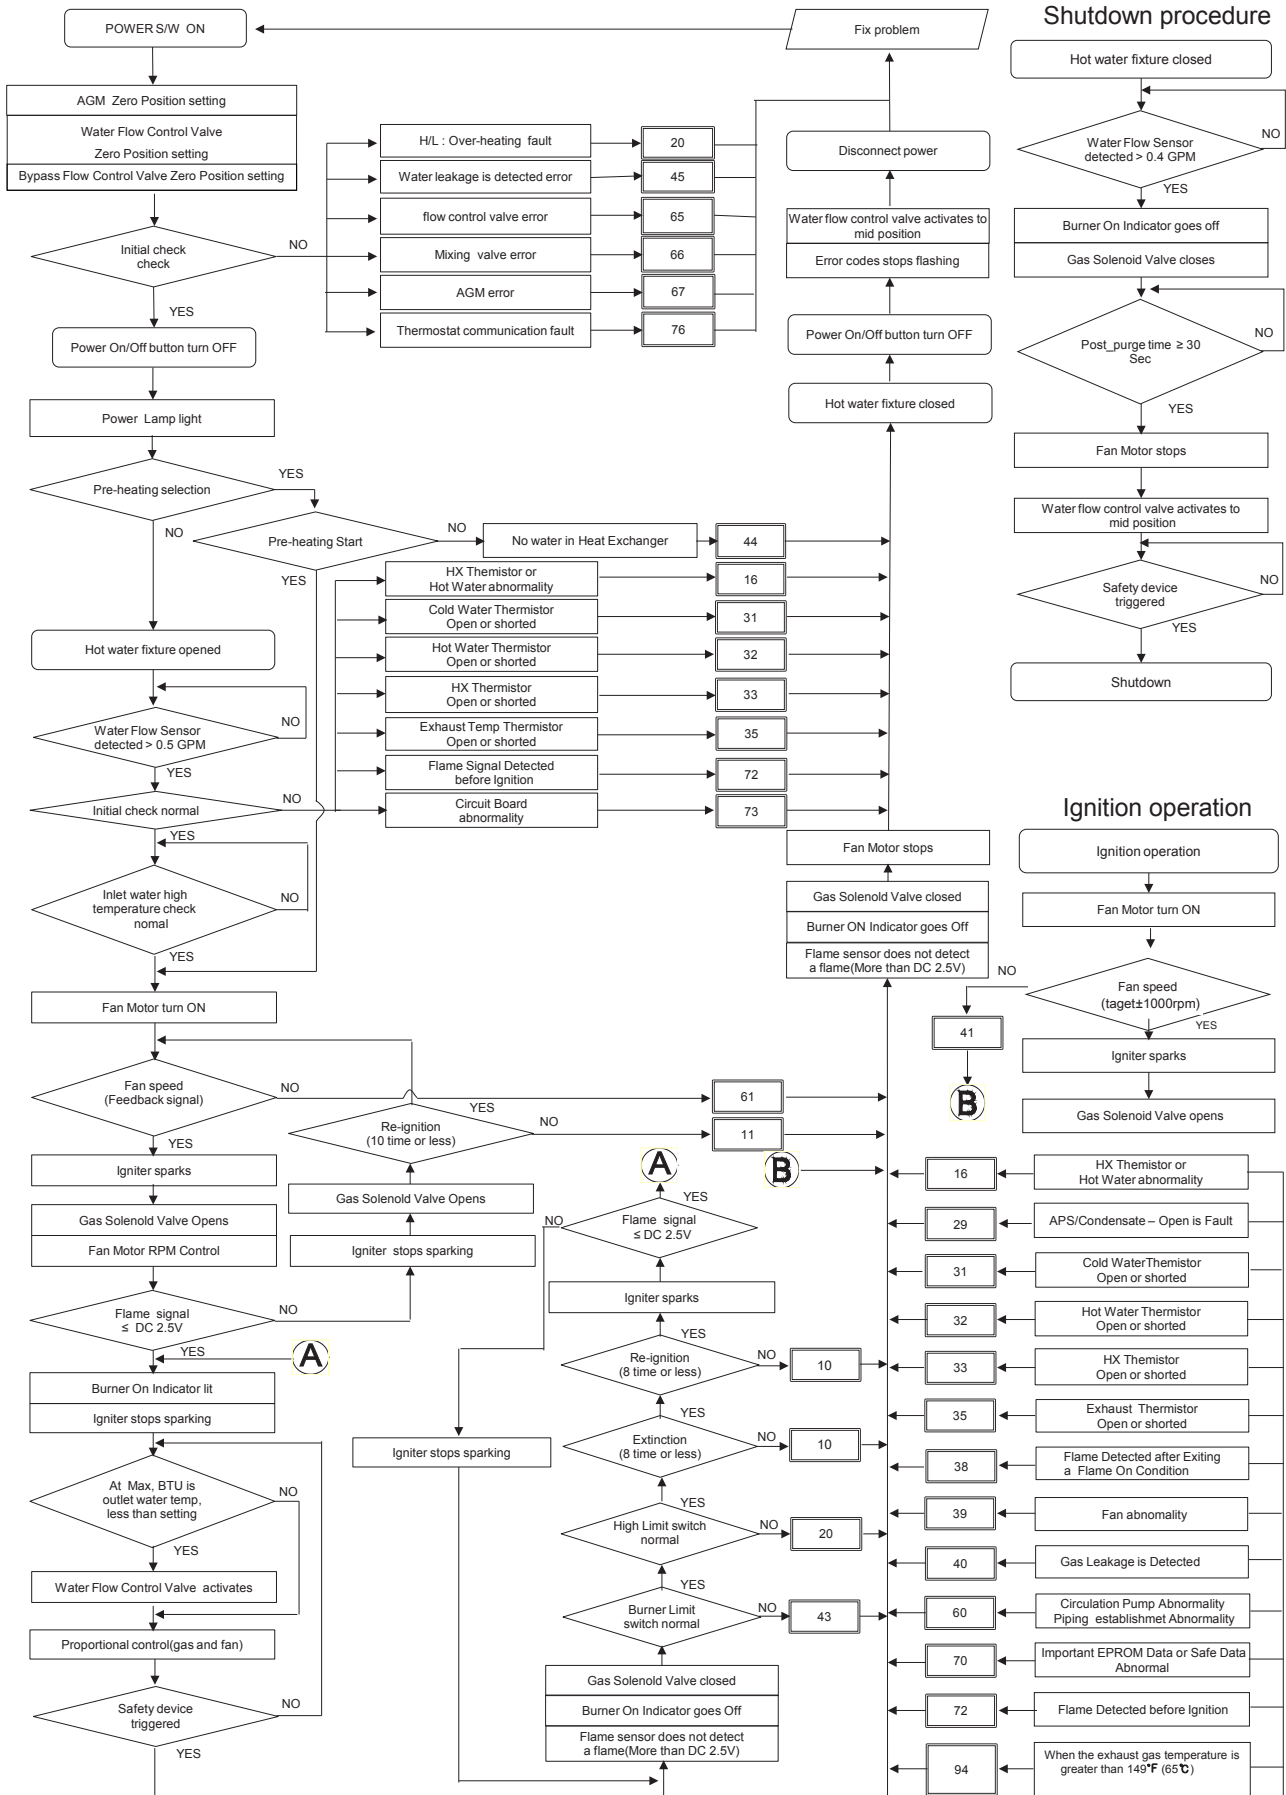 POWER S/W ON
AGM Zero Position setting
Water Flow Control Valve
Zero Position setting
Bypass Flow Control Valve Zero Position setting
Initial check
check
NO
YES
Power On/Off button turn OFF
Power Lamp light
Pre-heating selection
YES
NO
Pre-heating Start
NO
YES
No water in Heat Exchanger
44
H/L : Over-heating fault
20
Water leakage is detected error
45
flow control valve error
65
Mixing valve error
66
AGM error
67
Thermostat communication fault
76
Fix problem
Disconnect power
Water flow control valve activates to
mid position
Error codes stops flashing
Power On/Off button turn OFF
Hot water fixture closed
HX Themistor or
Hot Water abnormality
16
Cold Water Thermistor
Open or shorted
31
Hot Water Thermistor
Open or shorted
32
HX Thermistor
Open or shorted
33
Exhaust Temp Thermistor
Open or shorted
35
Flame Signal Detected
before Ignition
72
Circuit Board
abnormality
73
Hot water fixture opened
Water Flow Sensor
detected > 0.5 GPM
NO
YES
Initial check normal
NO
YES
Inlet water high
temperature check
nomal
NO
YES
Fan Motor turn ON
Fan speed
(Feedback signal)
NO
61
YES
Igniter sparks
Gas Solenold Valve Opens
Fan Motor RPM Control
Flame signal
≤ DC 2.5V
NO
YES
A
Burner On Indicator lit
Igniter stops sparking
At Max, BTU is
outlet water temp,
less than setting
NO
YES
Water Flow Control Valve activates
Proportional control(gas and fan)
Safety device
triggered
NO
YES
Re-ignition
(10 time or less)
YES
NO
11
Gas Solenold Valve Opens
Igniter stops sparking
A
B
Flame signal
≤ DC 2.5V
YES
NO
Igniter sparks
Re-ignition
(8 time or less)
YES
NO
10
Extinction
(8 time or less)
YES
NO
10
Igniter stops sparking
High Limit switch
normal
YES
NO
20
Burner Limit
switch normal
YES
NO
43
Gas Solenold Valve closed
Burner On Indicator goes Off
Flame sensor does not detect
a flame(More than DC 2.5V)
Fan Motor stops
Gas Solenold Valve closed
Burner ON Indicator goes Off
Flame sensor does not detect
a flame(More than DC 2.5V)
Shutdown procedure
Hot water fixture closed
Water Flow Sensor
detected > 0.4 GPM
NO
YES
Burner On Indicator goes off
Gas Solenoid Valve closes
Post_purge time ≥ 30
Sec
NO
YES
Fan Motor stops
Water flow control valve activates to
mid position
Safety device
triggered
NO
YES
Shutdown
Ignition operation
Ignition operation
Fan Motor turn ON
Fan speed
(taget±1000rpm)
NO
YES
41
B
Igniter sparks
Gas Solenoid Valve opens
16
HX Themistor or
Hot Water abnormality
29
APS/Condensate – Open is Fault
31
Cold WaterThemistor
Open or shorted
32
Hot Water Thermistor
Open or shorted
33
HX Themistor
Open or shorted
35
Exhaust Thermistor
Open or shorted
38
Flame Detected after Exiting
a Flame On Condition
39
Fan abnomality
40
Gas Leakage is Detected
60
Circulation Pump Abnormality
Piping establishmet Abnormality
70
Important EPROM Data or Safe Data
Abnormal
72
Flame Detected before Ignition
94
When the exhaust gas temperature is
greater than 149°F (65℃)